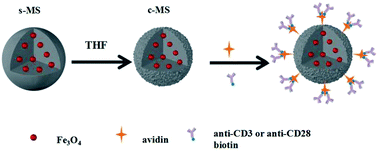 s-MS
c-MS
THF
Fe3O4
avidin
anti-CD3 or anti-CD28
biotin